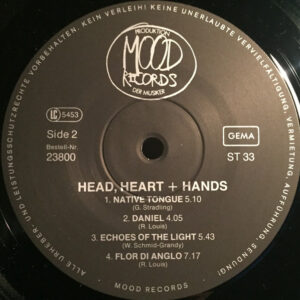 ALLE URHEBER- UND LEISTUNGSSCHUTZRECHTE VORBEHALTEN. KEIN VERLEIH! KEINE UNERLAUBTE VERVIELFÄLTIGUNG, VERMIETUNG, AUFFÜHRUNG, SENDUNG!
PRODUKTION
MOOD
RECORDS
DER MUSIKER
LC 5453
Side 2
Bestell-Nr.
23800
GEMA
ST 33
HEAD, HEART + HANDS
1. NATIVE TONGUE 5.10
(G. Stradling)
2. DANIEL 4.05
(R. Louis)
3. ECHOES OF THE LIGHT 5.43
(W. Schmid-Grandy)
4. FLOR DI ANGLO 7.17
(R. Louis)
MOOD RECORDS